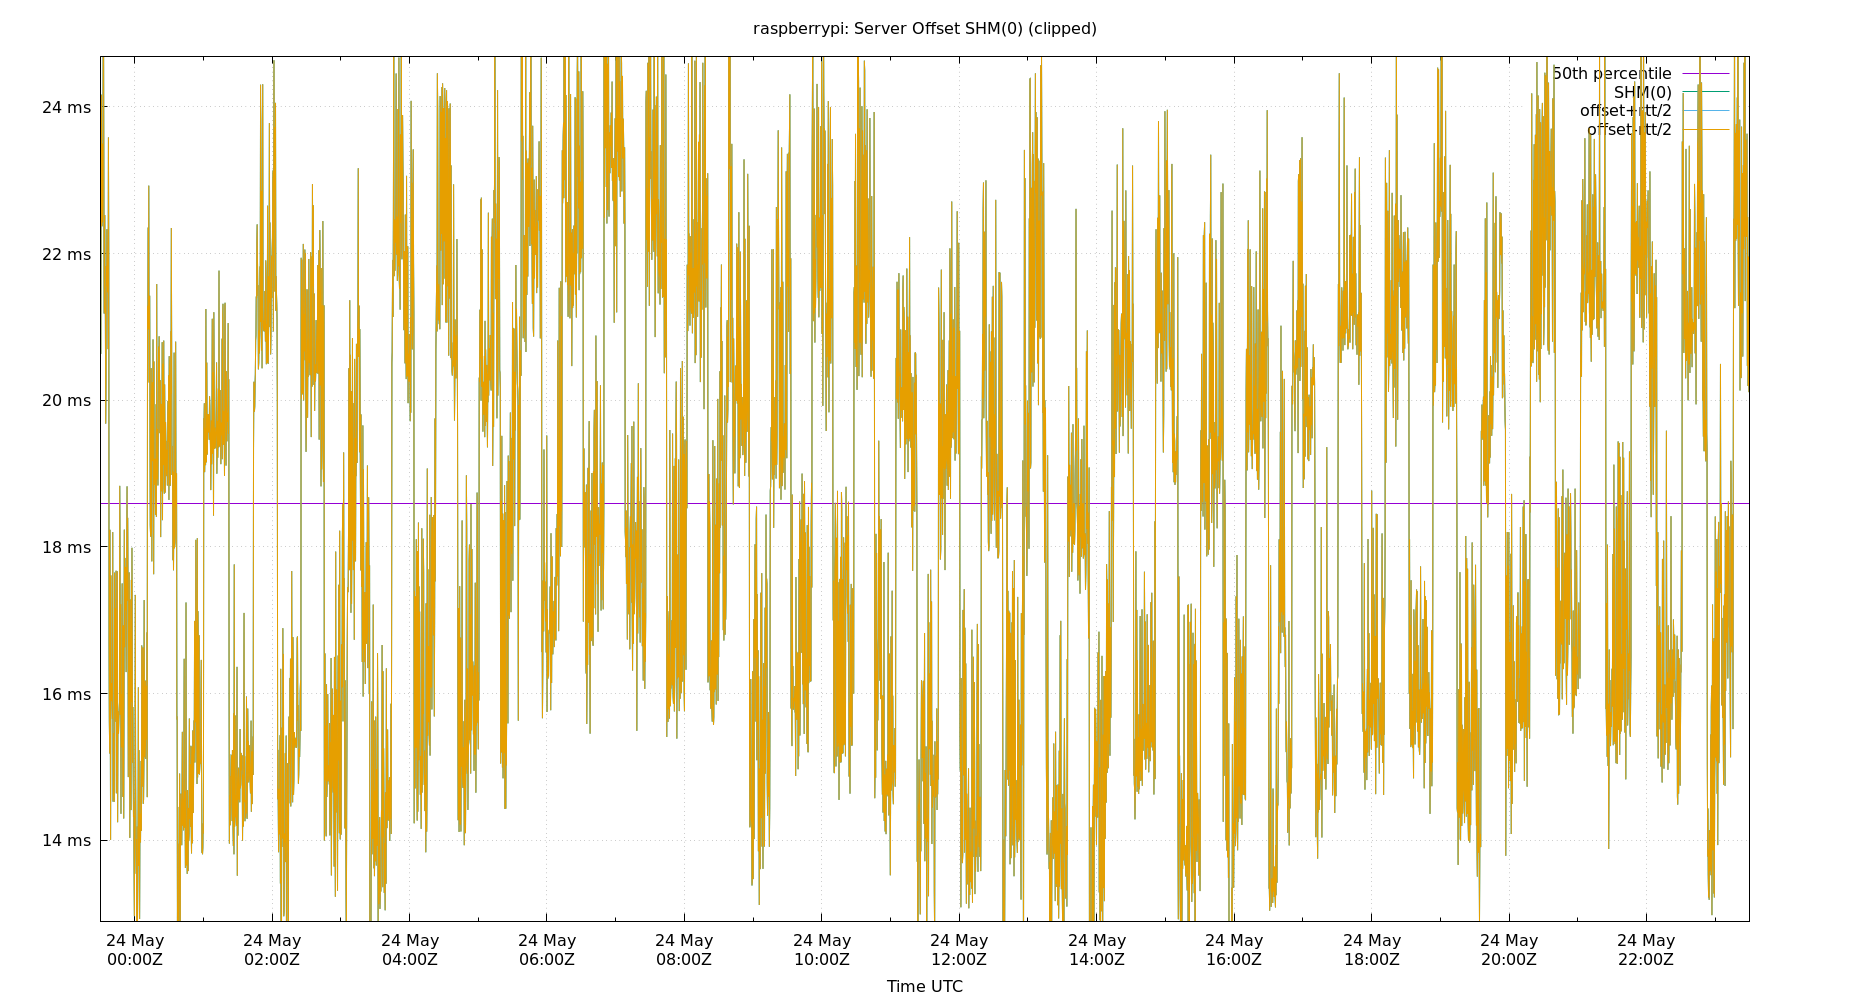 raspberrypi: Server Offset SHM(0) (clipped)
50th percentile
SHM(0)
offset+rtt/2
offset-rtt/2
24 ms
22 ms
20 ms
18 ms
16 ms
14 ms
24 May 00:00Z
24 May 02:00Z
24 May 04:00Z
24 May 06:00Z
24 May 08:00Z
24 May 10:00Z
24 May 12:00Z
24 May 14:00Z
24 May 16:00Z
24 May 18:00Z
24 May 20:00Z
24 May 22:00Z
Time UTC